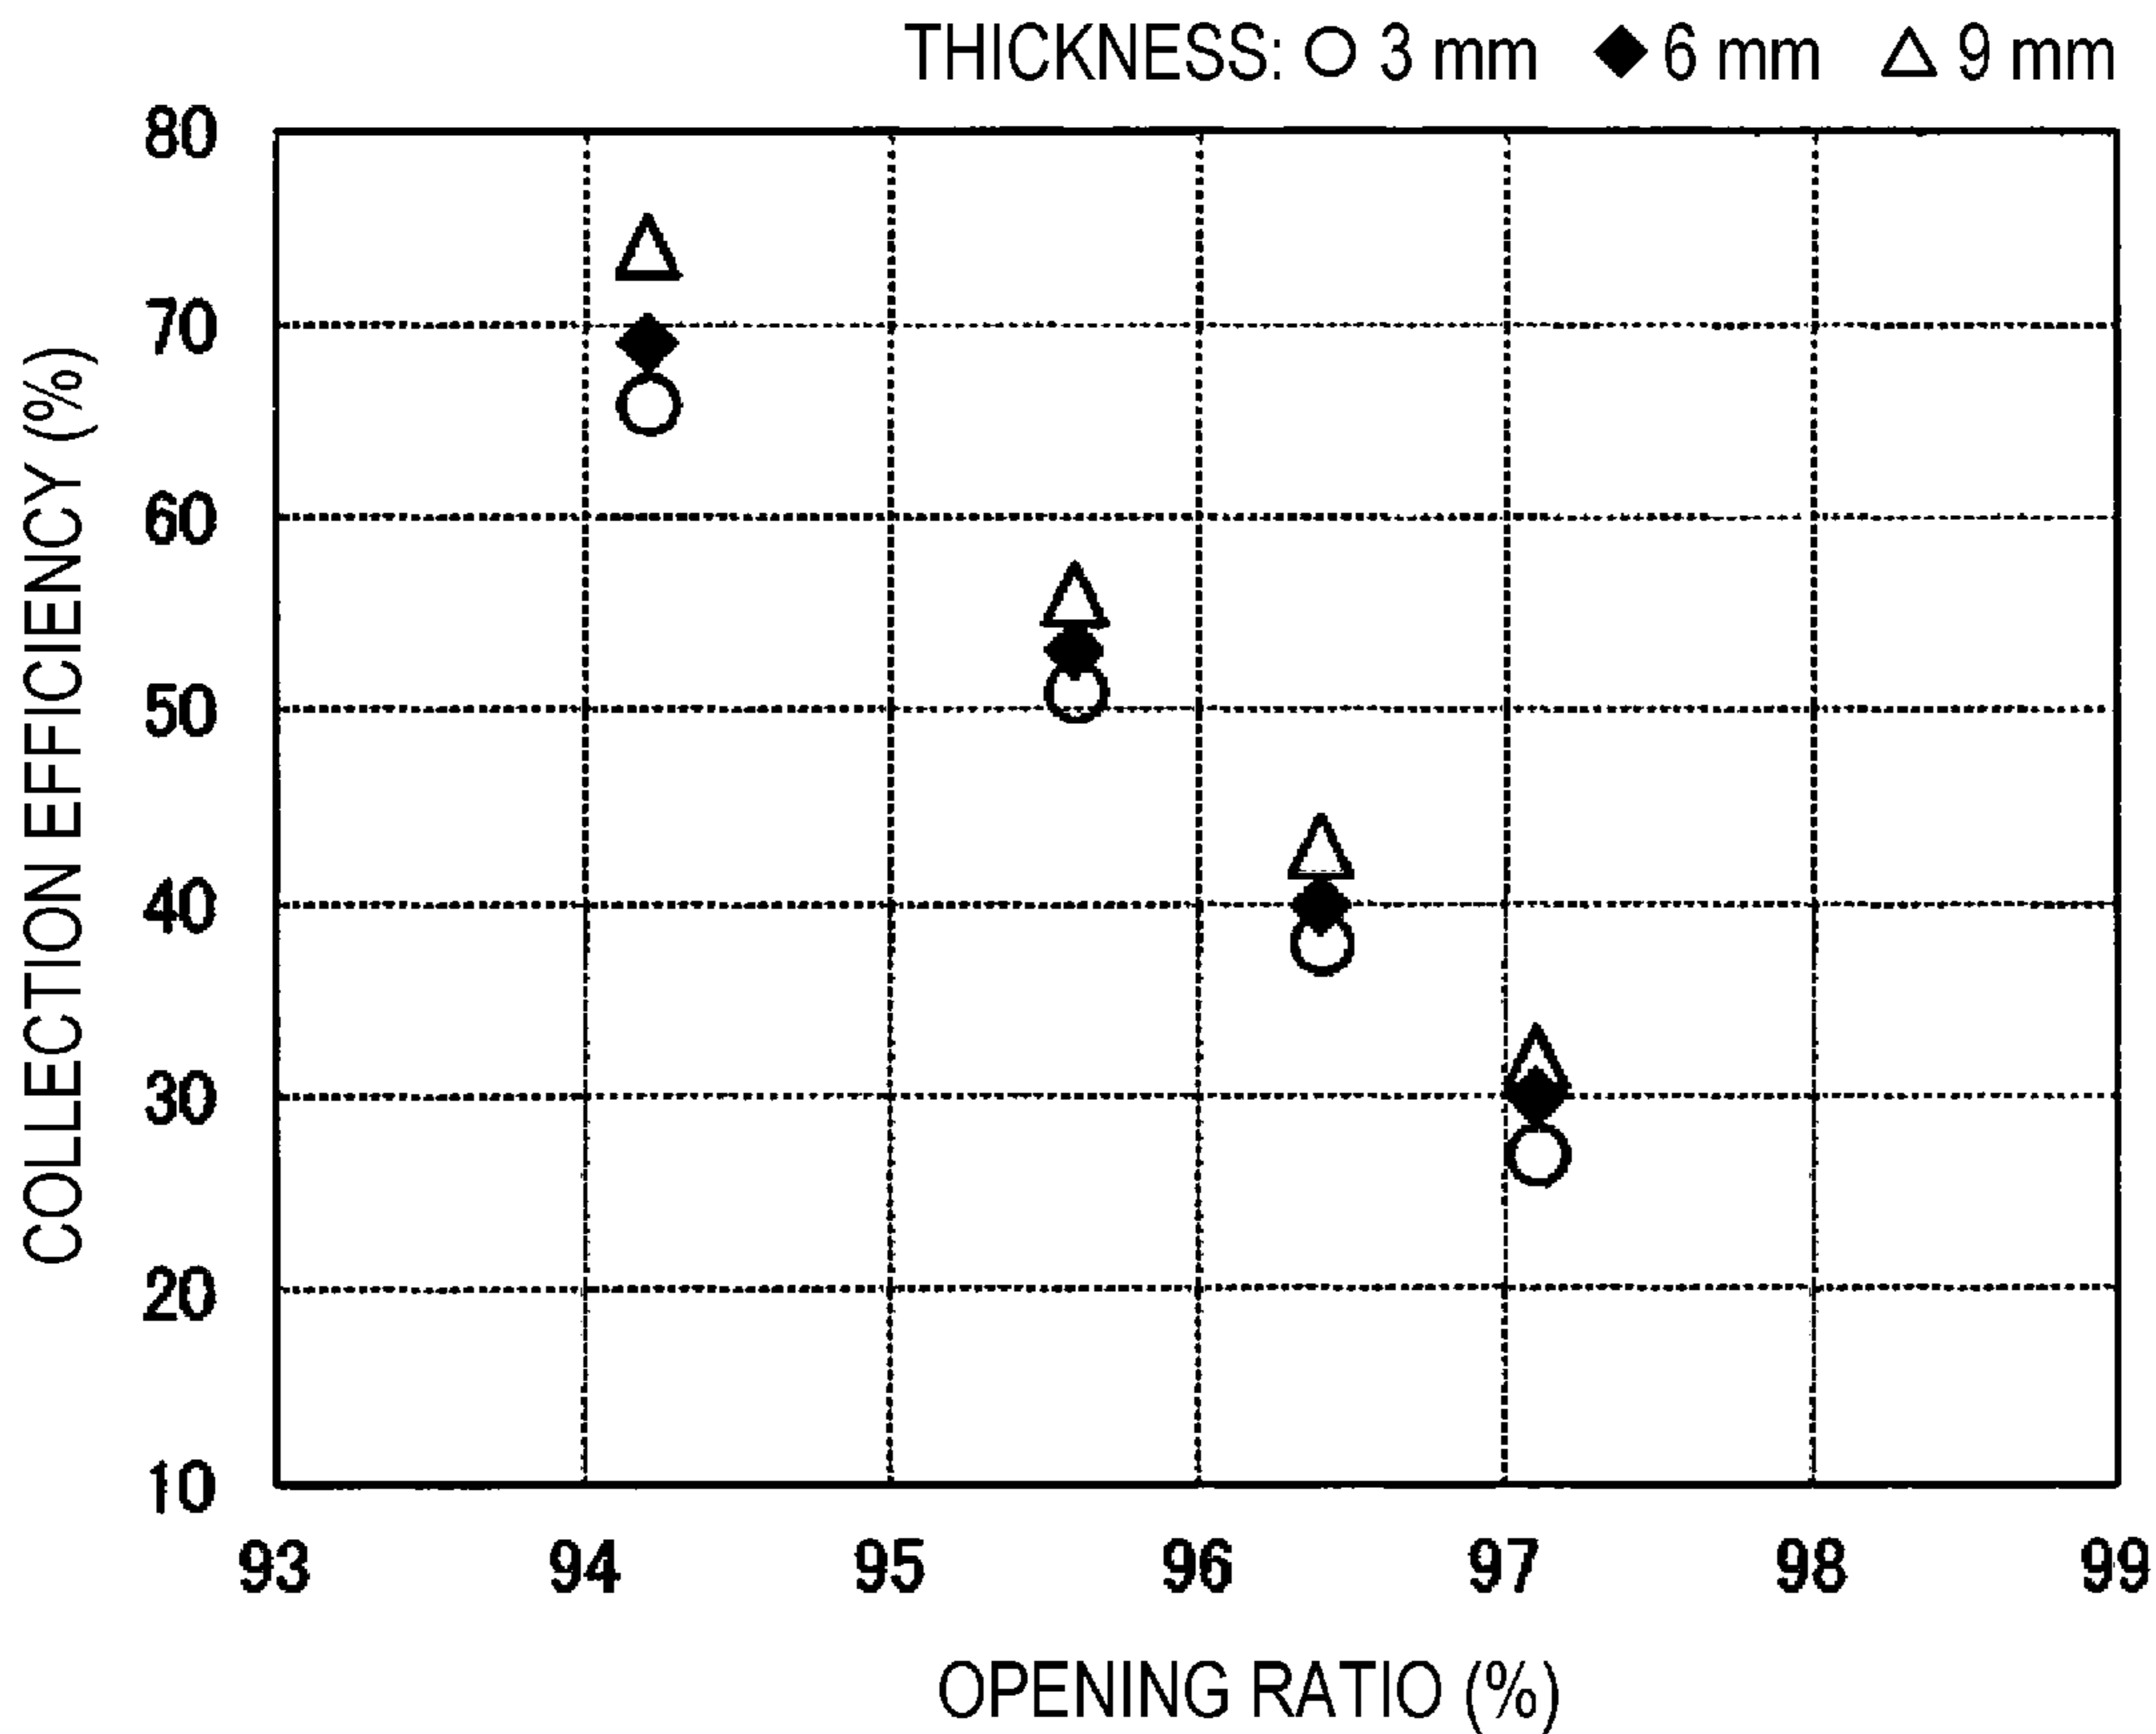 THICKNESS: ○ 3 mm ◆ 6 mm △ 9 mm
COLLECTION EFFICIENCY (%)
80
70
60
50
40
30
20
10
93 94 95 96 97 98 99
OPENING RATIO (%)